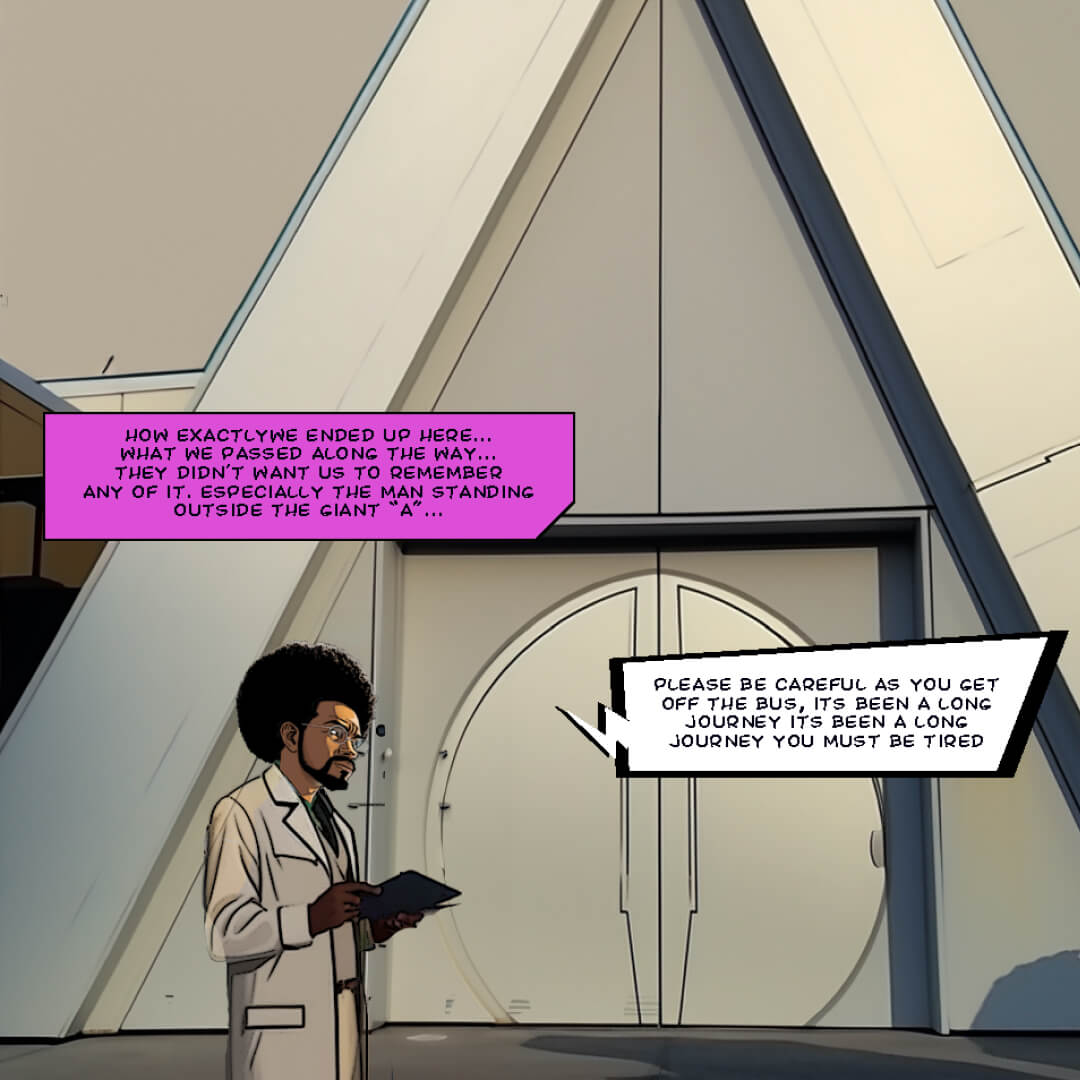 HOW EXACTLYWE ENDED UP HERE...
WHAT WE PASSED ALONG THE WAY...
THEY DIDN'T WANT US TO REMEMBER
ANY OF IT. ESPECIALLY THE MAN STANDING
OUTSIDE THE GIANT "A"...
PLEASE BE CAREFUL AS YOU GET
OFF THE BUS, ITS BEEN A LONG
JOURNEY ITS BEEN A LONG
JOURNEY YOU MUST BE TIRED